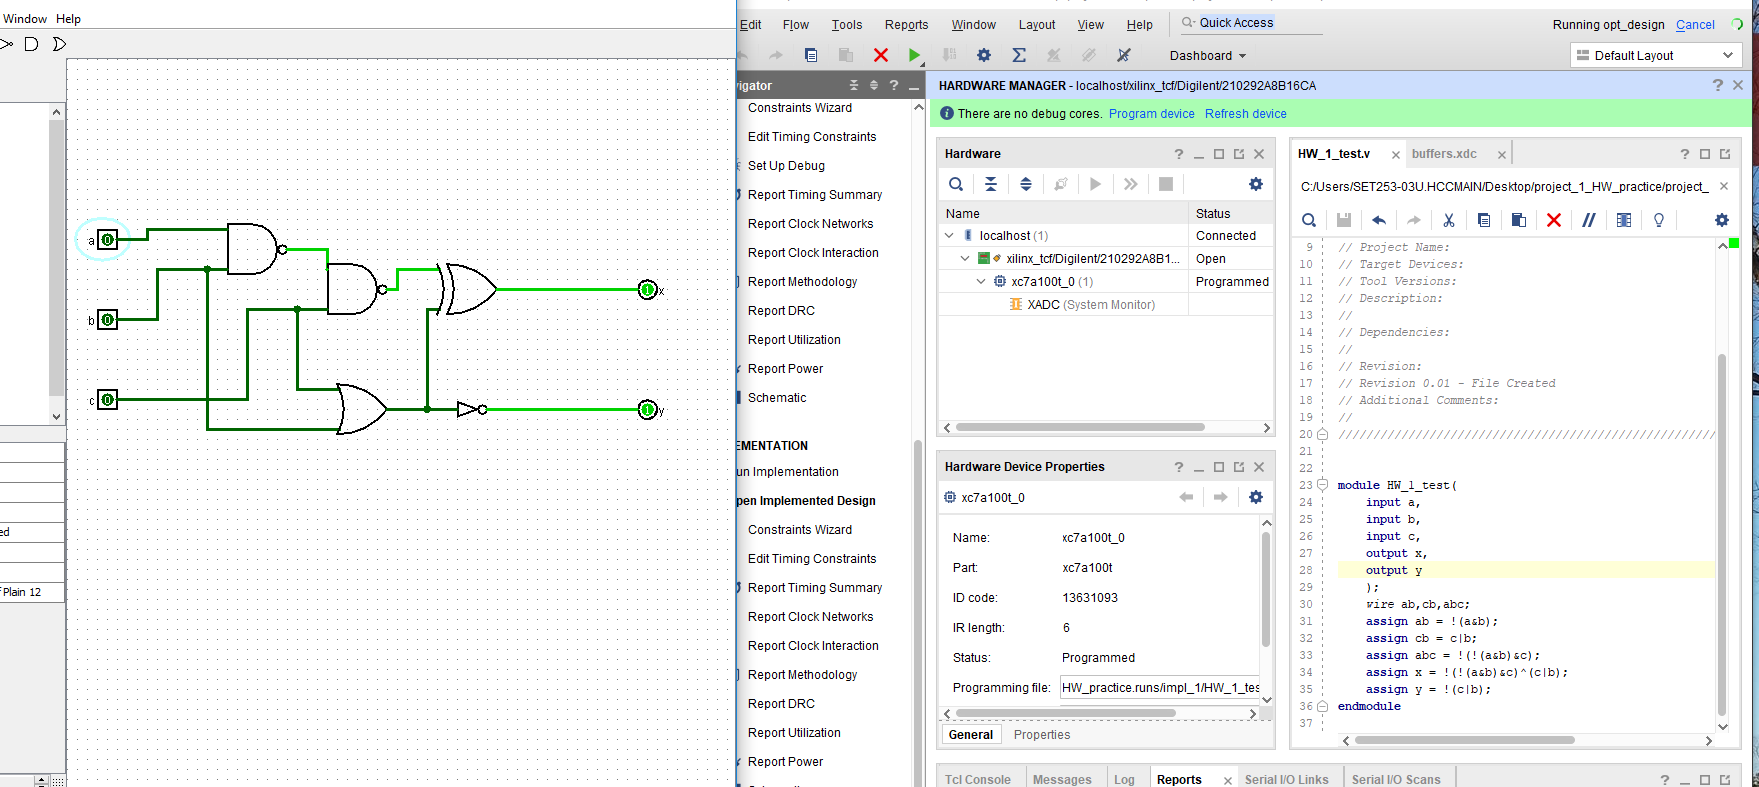 Window Help
a
0
b
0
c
0
1
x
1
y
ed
Plain 12
Edit Flow Tools Reports Window Layout View Help Quick Access
Running opt_design Cancel
Dashboard
Default Layout
vigator
Constraints Wizard
Edit Timing Constraints
Set Up Debug
Report Timing Summary
Report Clock Networks
Report Clock Interaction
Report Methodology
Report DRC
Report Utilization
Report Power
Schematic
EMENTATION
un Implementation
pen Implemented Design
Constraints Wizard
Edit Timing Constraints
Report Timing Summary
Report Clock Networks
Report Clock Interaction
Report Methodology
Report DRC
Report Utilization
Report Power
HARDWARE MANAGER - localhost/xilinx_tcf/Digilent/210292A8B16CA
There are no debug cores. Program device Refresh device
Hardware
Name Status
localhost (1) Connected
xilinx_tcf/Digilent/210292A8B1... Open
xc7a100t_0 (1) Programmed
XADC (System Monitor)
Hardware Device Properties
xc7a100t_0
Name: xc7a100t_0
Part: xc7a100t
ID code: 13631093
IR length: 6
Status: Programmed
Programming file: HW_practice.runs/impl_1/HW_1_tes
General Properties
HW_1_test.v buffers.xdc
C:/Users/SET253-03U.HCCMAIN/Desktop/project_1_HW_practice/project_
9 // Project Name:
10 // Target Devices:
11 // Tool Versions:
12 // Description:
13 //
14 // Dependencies:
15 //
16 // Revision:
17 // Revision 0.01 - File Created
18 // Additional Comments:
19 //
20 //////////////////////////////////////////////////////
21
22
23 module HW_1_test(
24 input a,
25 input b,
26 input c,
27 output x,
28 output y
29 );
30 wire ab,cb,abc;
31 assign ab = !(a&b);
32 assign cb = c|b;
33 assign abc = !(!(a&b)&c);
34 assign x = !(!(a&b)&c)^(c|b);
35 assign y = !(c|b);
36 endmodule
37
Tcl Console Messages Log Reports Serial I/O Links Serial I/O Scans